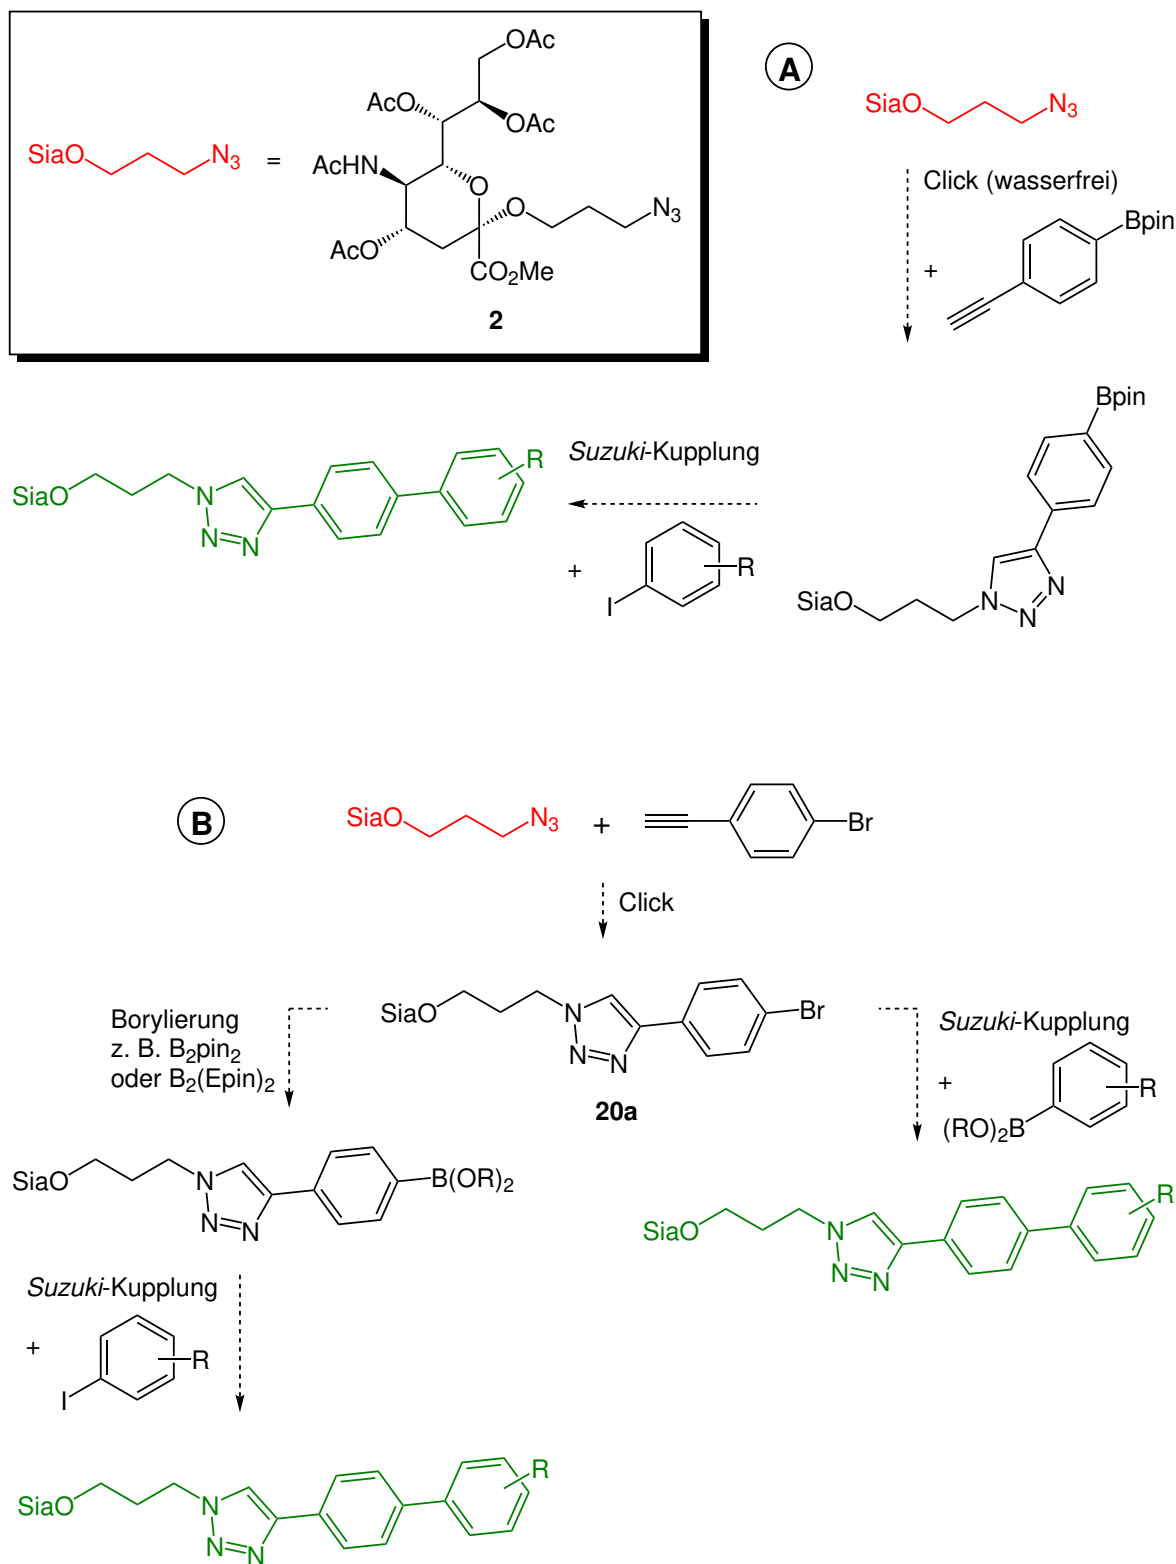 OAc
AcO
OAc
SiaO N₃ =
AcHN
O
O
N₃
AcO
CO₂Me
2
A
SiaO N₃
Click (wasserfrei)
Bpin
+
Bpin
Suzuki-Kupplung
R
SiaO N
N N
+
R
I
N
SiaO N
N
B
SiaO N₃ + Br
Click
SiaO N Br
N N
20a
Borylierung
z. B. B₂pin₂
oder B₂(Epin)₂
Suzuki-Kupplung
+
R
(RO)₂B
SiaO N B(OR)₂
N N
R
SiaO N
N N
Suzuki-Kupplung
+
R
I
R
SiaO N
N N